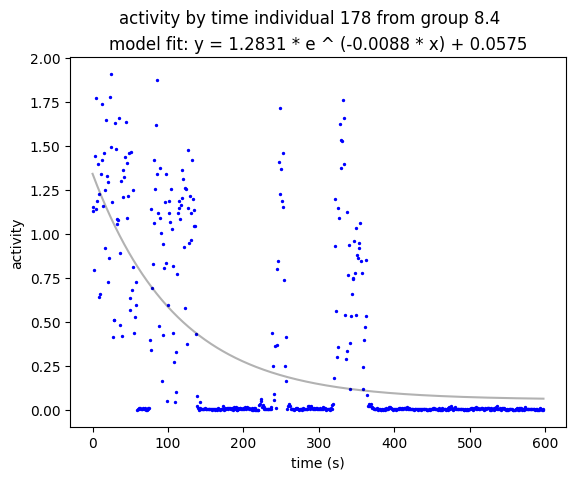 activity by time individual 178 from group 8.4
model fit: y = 1.2831 * e ^ (-0.0088 * x) + 0.0575
2.00
1.75
1.50
1.25
1.00
0.75
0.50
0.25
0.00
activity
0 100 200 300 400 500 600
time (s)